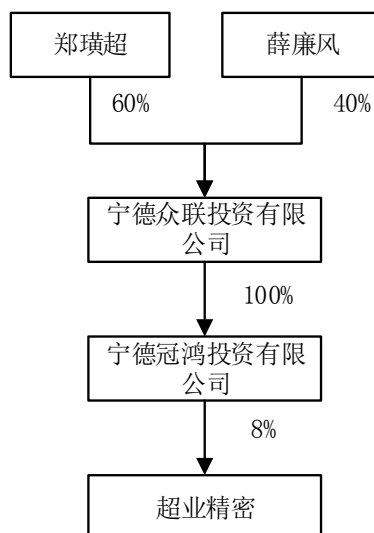 郑璜超
薛廉风
60%
40%
宁德众联投资有限
公司
100%
宁德冠鸿投资有限
公司
8%
超业精密